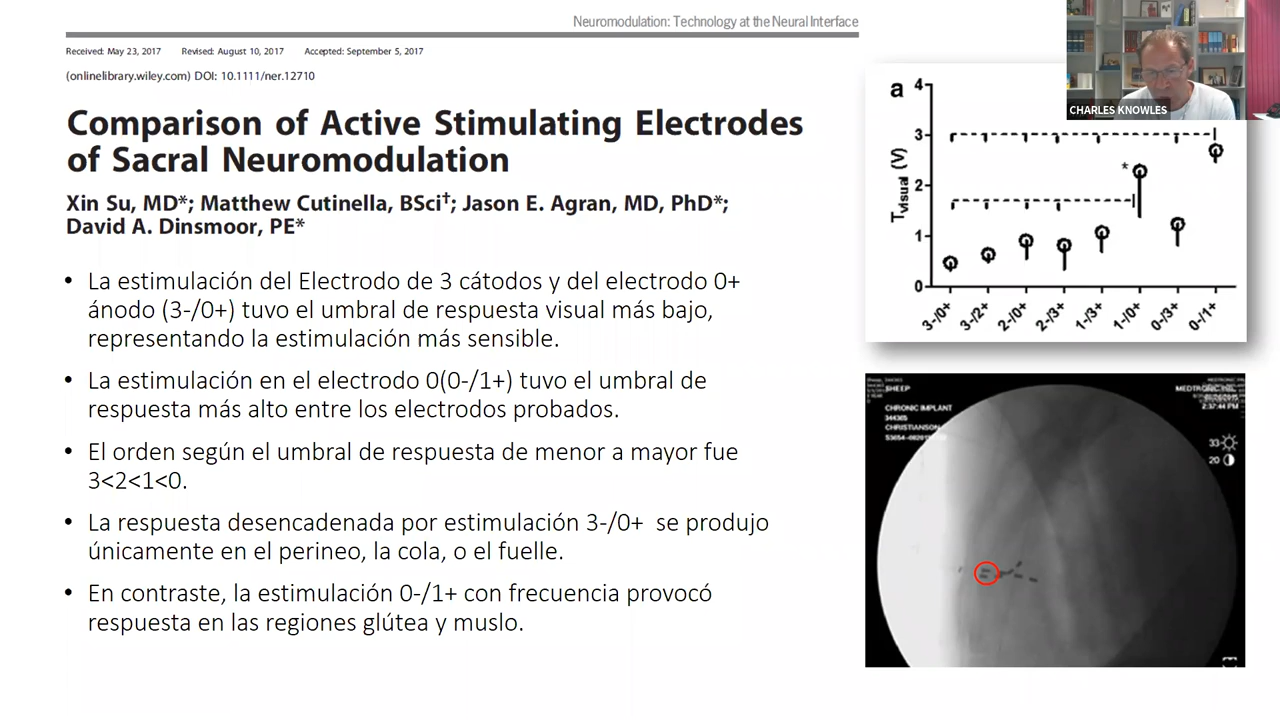 Neuromodulation: Technology at the Neural Interface
Received: May 23, 2017 Revised: August 10, 2017 Accepted: September 5, 2017
(onlinelibrary.wiley.com) DOI: 10.1111/ner.12710
Comparison of Active Stimulating Electrodes
of Sacral Neuromodulation
Xin Su, MD*; Matthew Cutinella, BSci†; Jason E. Agran, MD, PhD*;
David A. Dinsmoor, PE*
• La estimulación del Electrodo de 3 cátodos y del electrodo 0+
ánodo (3-/0+) tuvo el umbral de respuesta visual más bajo,
representando la estimulación más sensible.
• La estimulación en el electrodo 0(0-/1+) tuvo el umbral de
respuesta más alto entre los electrodos probados.
• El orden según el umbral de respuesta de menor a mayor fue
3<2<1<0.
• La respuesta desencadenada por estimulación 3-/0+ se produjo
únicamente en el perineo, la cola, o el fuelle.
• En contraste, la estimulación 0-/1+ con frecuencia provocó
respuesta en las regiones glútea y muslo.
CHARLES KNOWLES
a
Tvisual (V)
4
3
2
1
0
*
3-/0+
3-/2+
2-/0+
2-/3+
1-/3+
1-/0+
0-/3+
0-/1+
SHEEP
CHRONIC IMPLANT
344365
CHRISTIANSON
MEDTRONIC
2:37:44 PM
33
20